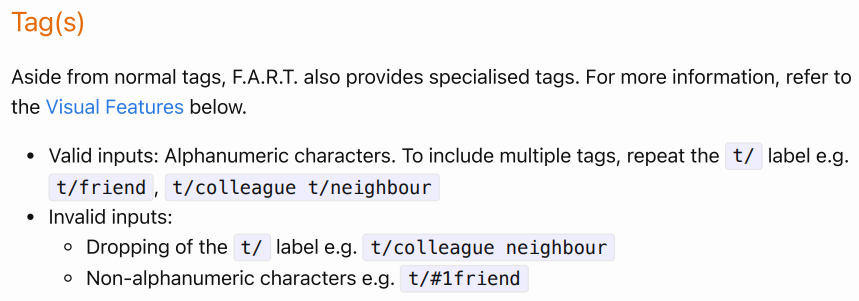 Tag(s)
Aside from normal tags, F.A.R.T. also provides specialised tags. For more information, refer to
the Visual Features below.
• Valid inputs: Alphanumeric characters. To include multiple tags, repeat the t/ label e.g.
t/friend, t/colleague t/neighbour
• Invalid inputs:
◦ Dropping of the t/ label e.g. t/colleague neighbour
◦ Non-alphanumeric characters e.g. t/#1friend